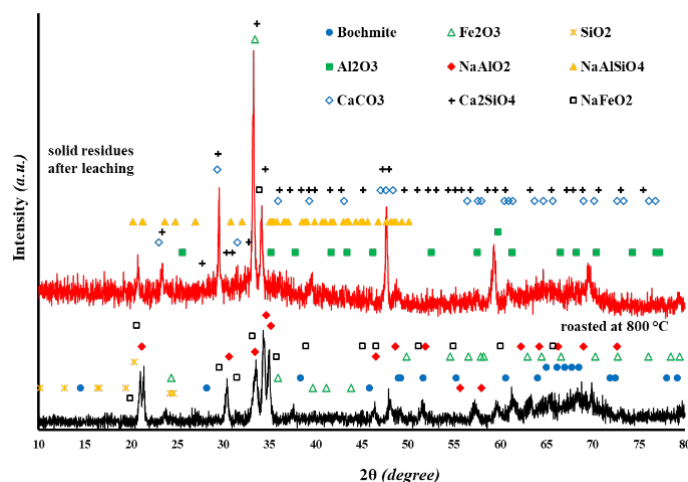 Boehmite Fe2O3 SiO2
Al2O3 NaAlO2 NaAlSiO4
CaCO3 Ca2SiO4 NaFeO2
solid residues
after leaching
Intensity (a.u.)
roasted at 800 °C
10 15 20 25 30 35 40 45 50 55 60 65 70 75 80
2θ (degree)